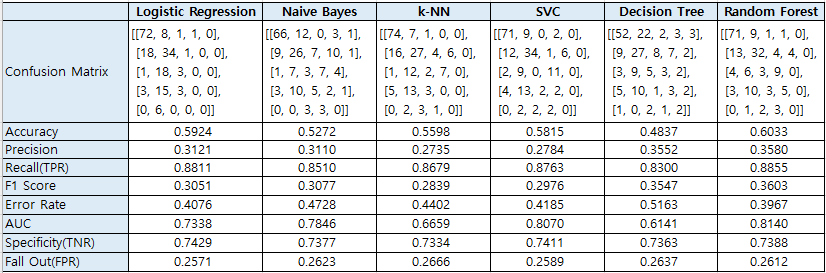 Logistic Regression Naive Bayes k-NN SVC Decision Tree Random Forest
[[72, 8, 1, 1, 0], [[66, 12, 0, 3, 1], [[74, 7, 1, 0, 0], [[71, 9, 0, 2, 0], [[52, 22, 2, 3, 3], [[71, 9, 1, 1, 0],
[18, 34, 1, 0, 0], [9, 26, 7, 10, 1], [16, 27, 4, 6, 0], [12, 34, 1, 6, 0], [9, 27, 8, 7, 2], [13, 32, 4, 4, 0],
Confusion Matrix [1, 18, 3, 0, 0], [1, 7, 3, 7, 4], [1, 12, 2, 7, 0], [2, 9, 0, 11, 0], [3, 9, 5, 3, 2], [4, 6, 3, 9, 0],
[3, 15, 3, 0, 0], [3, 10, 5, 2, 1], [5, 13, 3, 0, 0], [4, 13, 2, 2, 0], [5, 10, 1, 3, 2], [3, 10, 3, 5, 0],
[0, 6, 0, 0, 0]] [0, 0, 3, 3, 0]] [0, 2, 3, 1, 0]] [0, 2, 2, 2, 0]] [1, 0, 2, 1, 2]] [0, 1, 2, 3, 0]]
Accuracy 0.5924 0.5272 0.5598 0.5815 0.4837 0.6033
Precision 0.3121 0.3110 0.2735 0.2784 0.3552 0.3580
Recall(TPR) 0.8811 0.8510 0.8679 0.8763 0.8300 0.8855
F1 Score 0.3051 0.3077 0.2839 0.2976 0.3547 0.3603
Error Rate 0.4076 0.4728 0.4402 0.4185 0.5163 0.3967
AUC 0.7338 0.7846 0.6659 0.8070 0.6141 0.8140
Specificity(TNR) 0.7429 0.7377 0.7334 0.7411 0.7363 0.7388
Fall Out(FPR) 0.2571 0.2623 0.2666 0.2589 0.2637 0.2612